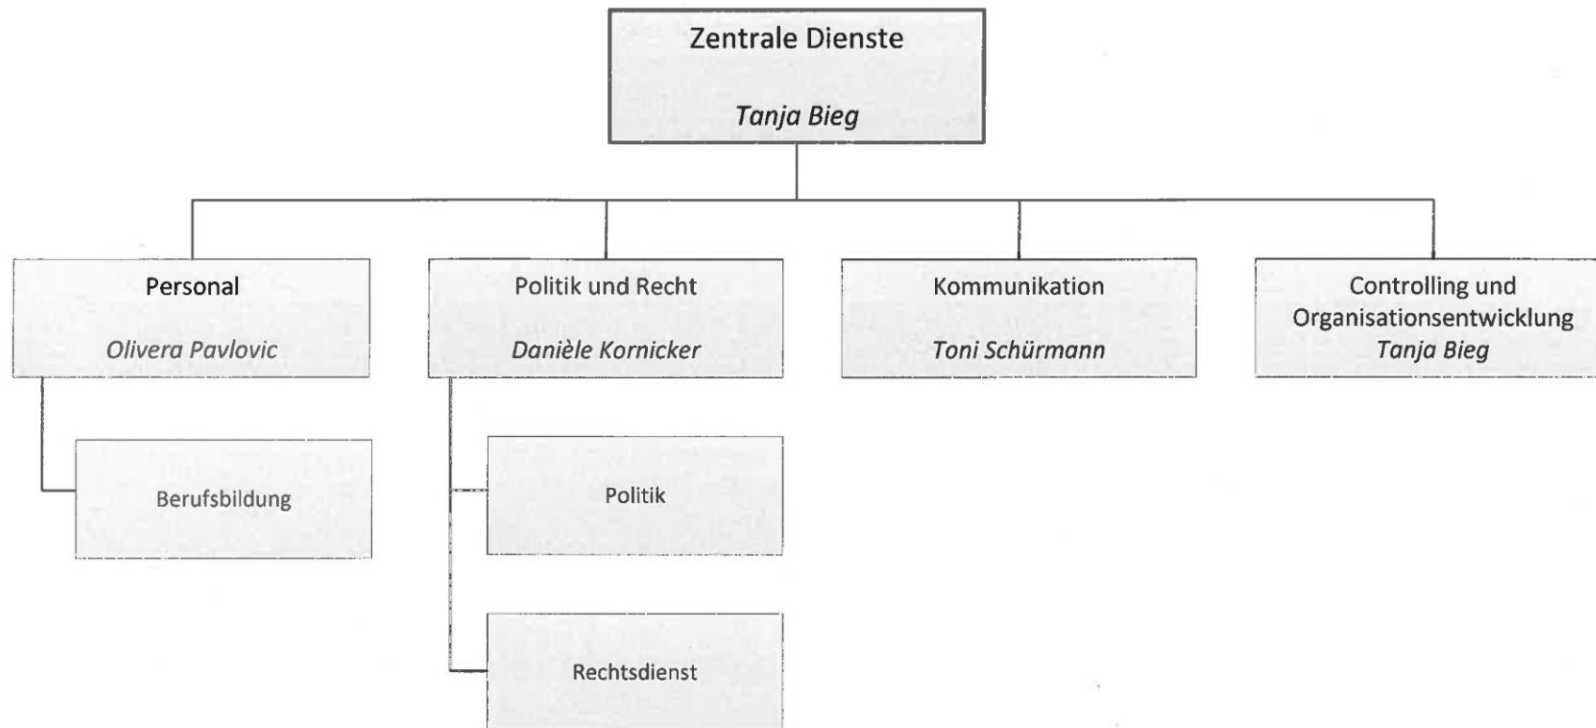 Zentrale Dienste
Tanja Bieg
Personal
Olivera Pavlovic
Politik und Recht
Danièle Kornicker
Kommunikation
Toni Schürmann
Controlling und
Organisationsentwicklung
Tanja Bieg
Berufsbildung
Politik
Rechtsdienst